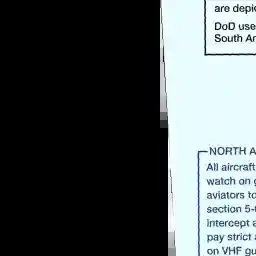 are depic
DoD use
South Am
NORTH A
All aircraft
watch on g
aviators to
section 5-
intercept a
pay strict a
on VHF gu